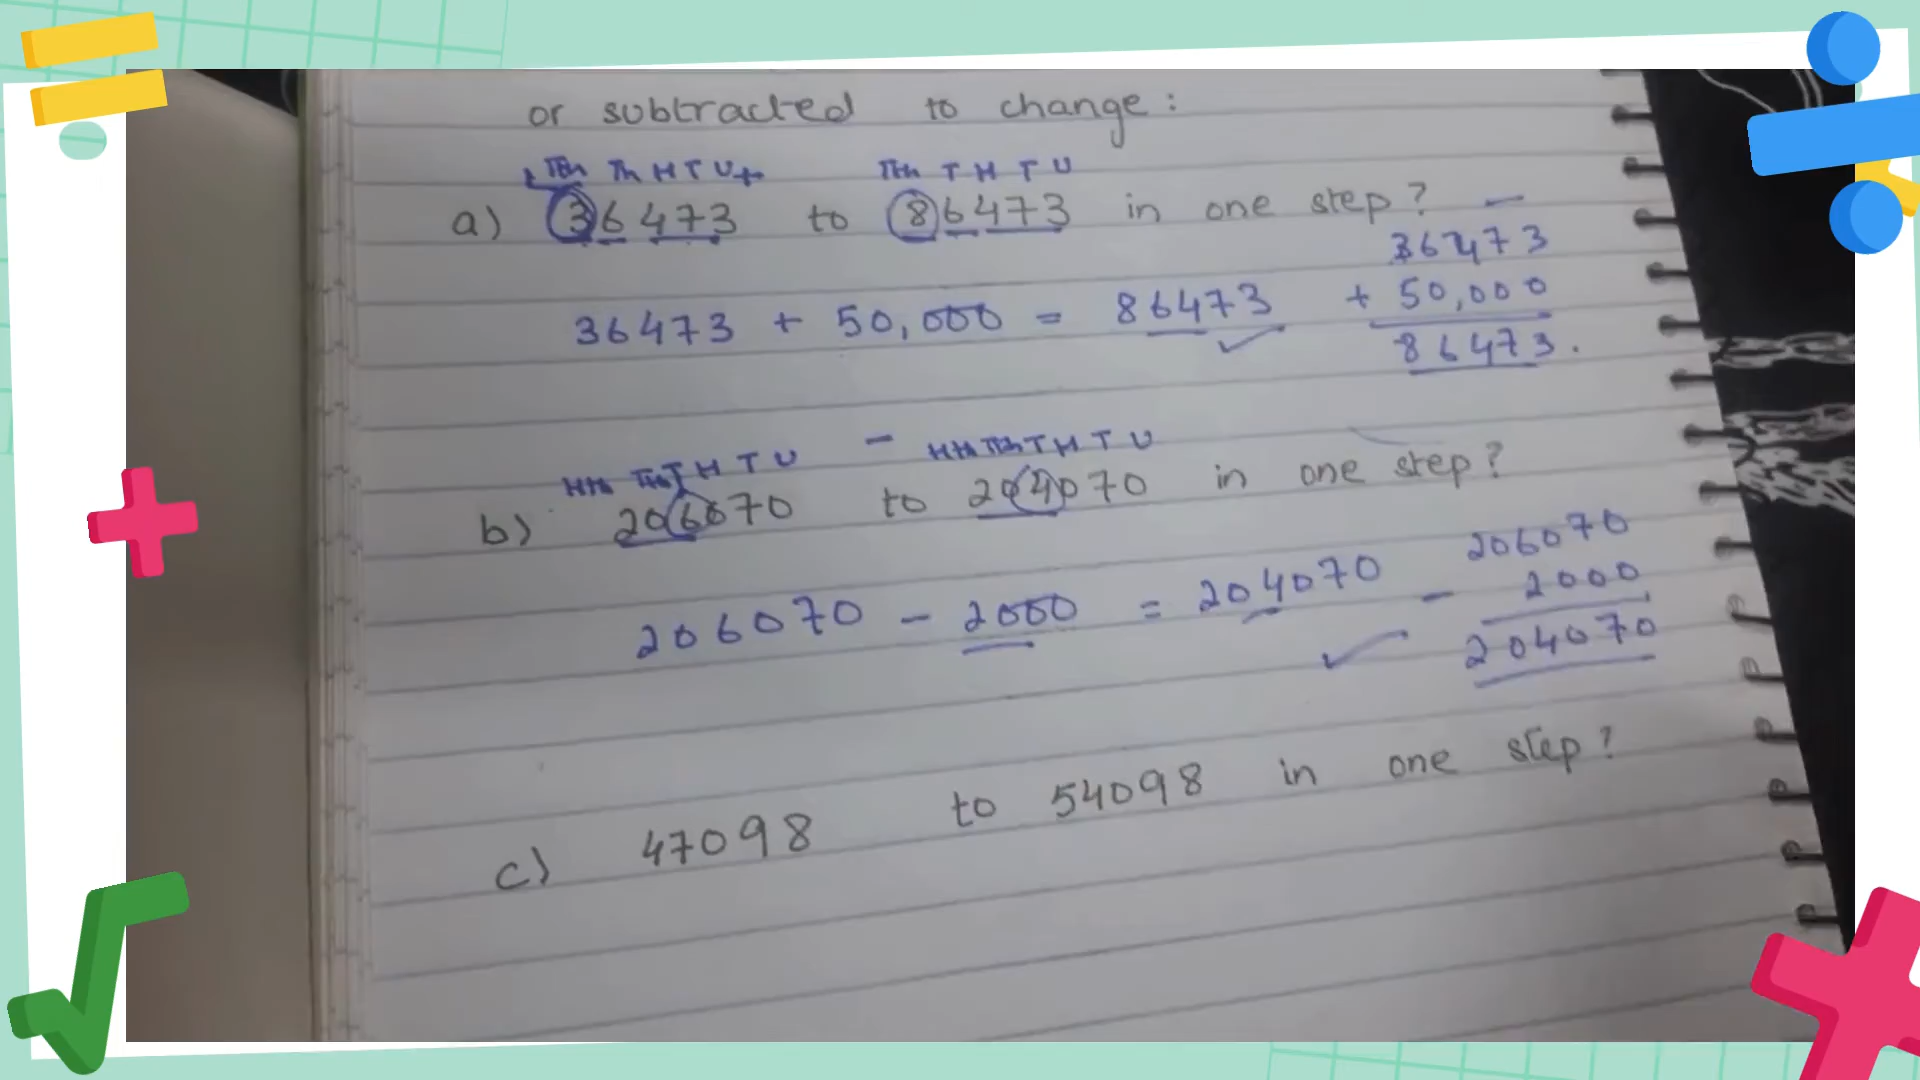 or subtracted to change:
TTh Th H T U + TTh T H T U
a) 36473 to 86473 in one step? -
36473
36473 + 50,000 = 86473 + 50,000
86473.
HTh TTh T H T U - HTh TTh T H T U
b) 206070 to 204070 in one step?
206070
206070 - 2000 = 204070 - 2000
204070
c) 47098 to 54098 in one step?